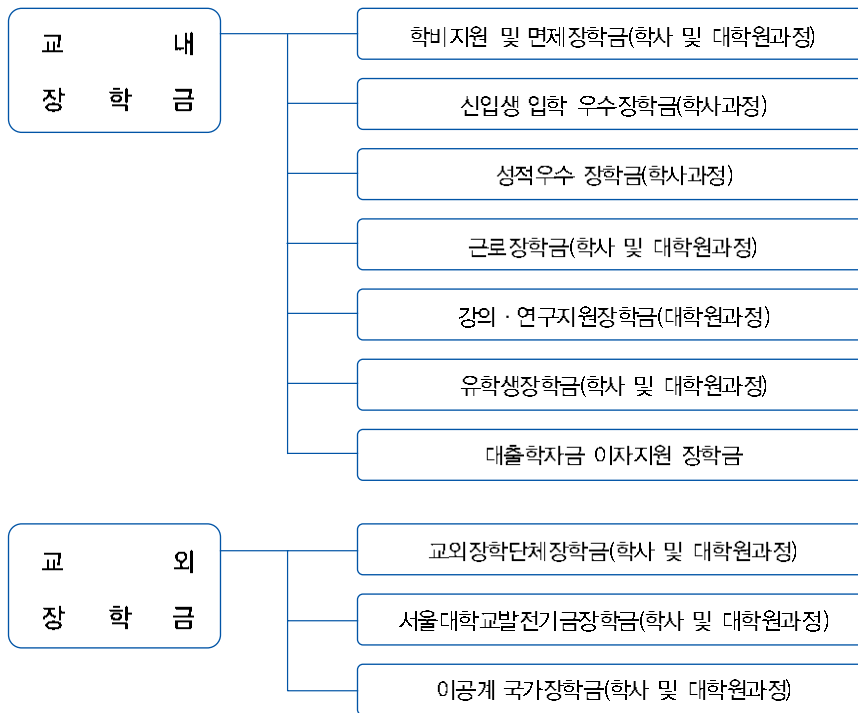 교 내
장 학 금
학비지원 및 면제장학금(학사 및 대학원과정)
신입생 입학 우수장학금(학사과정)
성적우수 장학금(학사과정)
근로장학금(학사 및 대학원과정)
강의 · 연구지원장학금(대학원과정)
유학생장학금(학사 및 대학원과정)
대출학자금 이자지원 장학금
교 외
장 학 금
교외장학단체장학금(학사 및 대학원과정)
서울대학교발전기금장학금(학사 및 대학원과정)
이공계 국가장학금(학사 및 대학원과정)